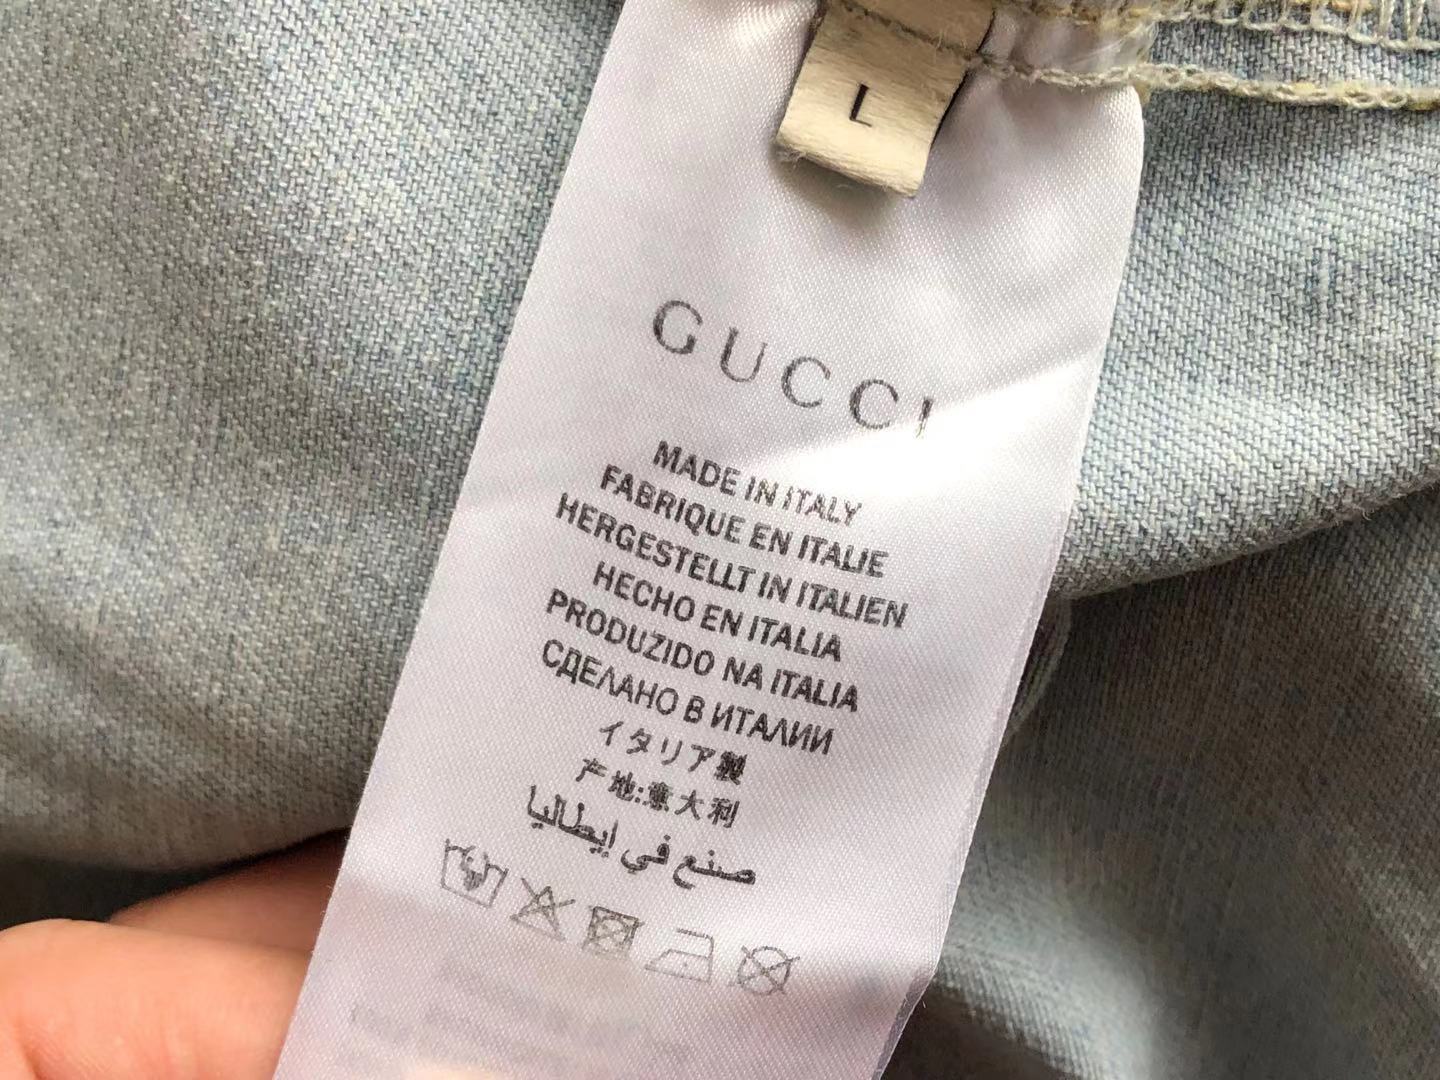 L
GUCCI
MADE IN ITALY
FABRIQUE EN ITALIE
HERGESTELLT IN ITALIEN
HECHO EN ITALIA
PRODUZIDO NA ITALIA
СДЕЛАНО В ИТАЛИИ
イタリア製
产地:意大利
صنع في إيطاليا